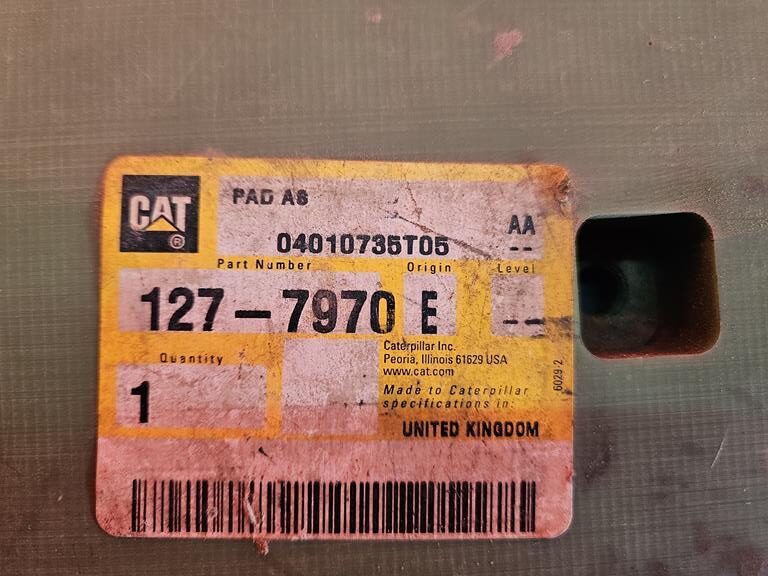 CAT
®
PAD AS
AA
04010735T05
--
Part Number Origin Level
127-7970 E --
Quantity
1
Caterpillar Inc.
Peoria, Illinois 61629 USA
www.cat.com
Made to Caterpillar
specifications in:
UNITED KINGDOM
6029 2